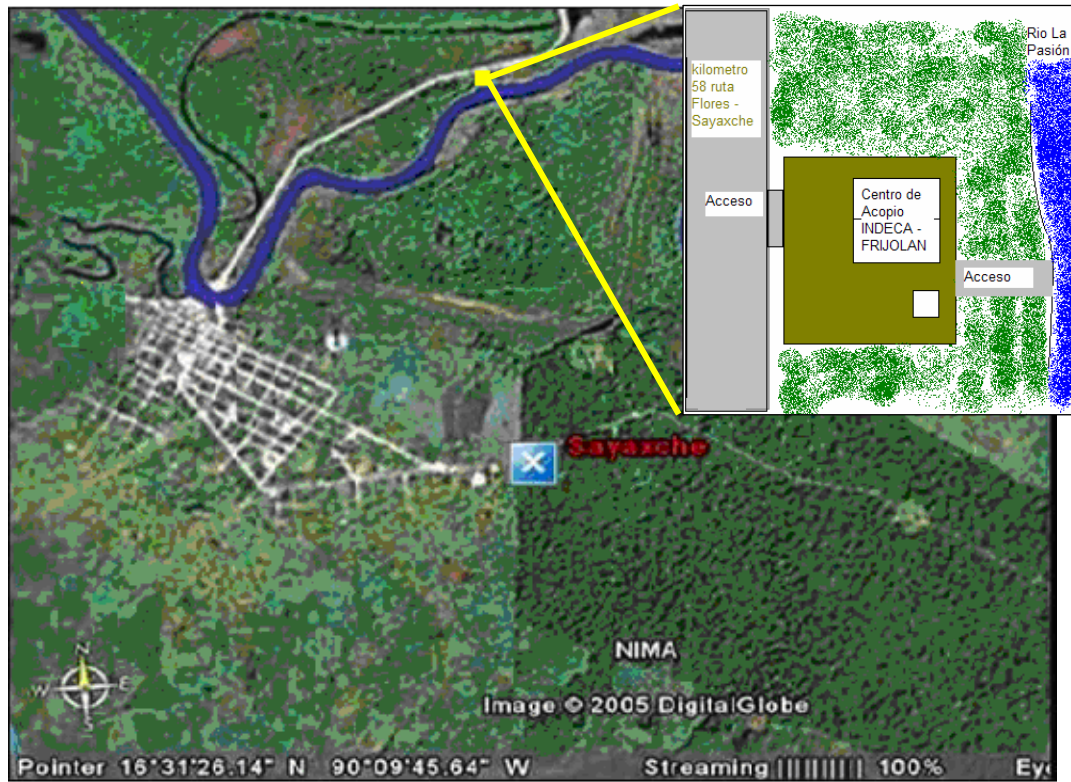 Rio La
Pasión
kilometro
58 ruta
Flores -
Sayaxche
Acceso
Centro de
Acopio
INDECA -
FRIJOLAN
Acceso
Sayaxche
NIMA
Image © 2005 DigitalGlobe
N
W E
S
Pointer 16°31'26.14" N 90°09'45.64" W Streaming 100% Eye